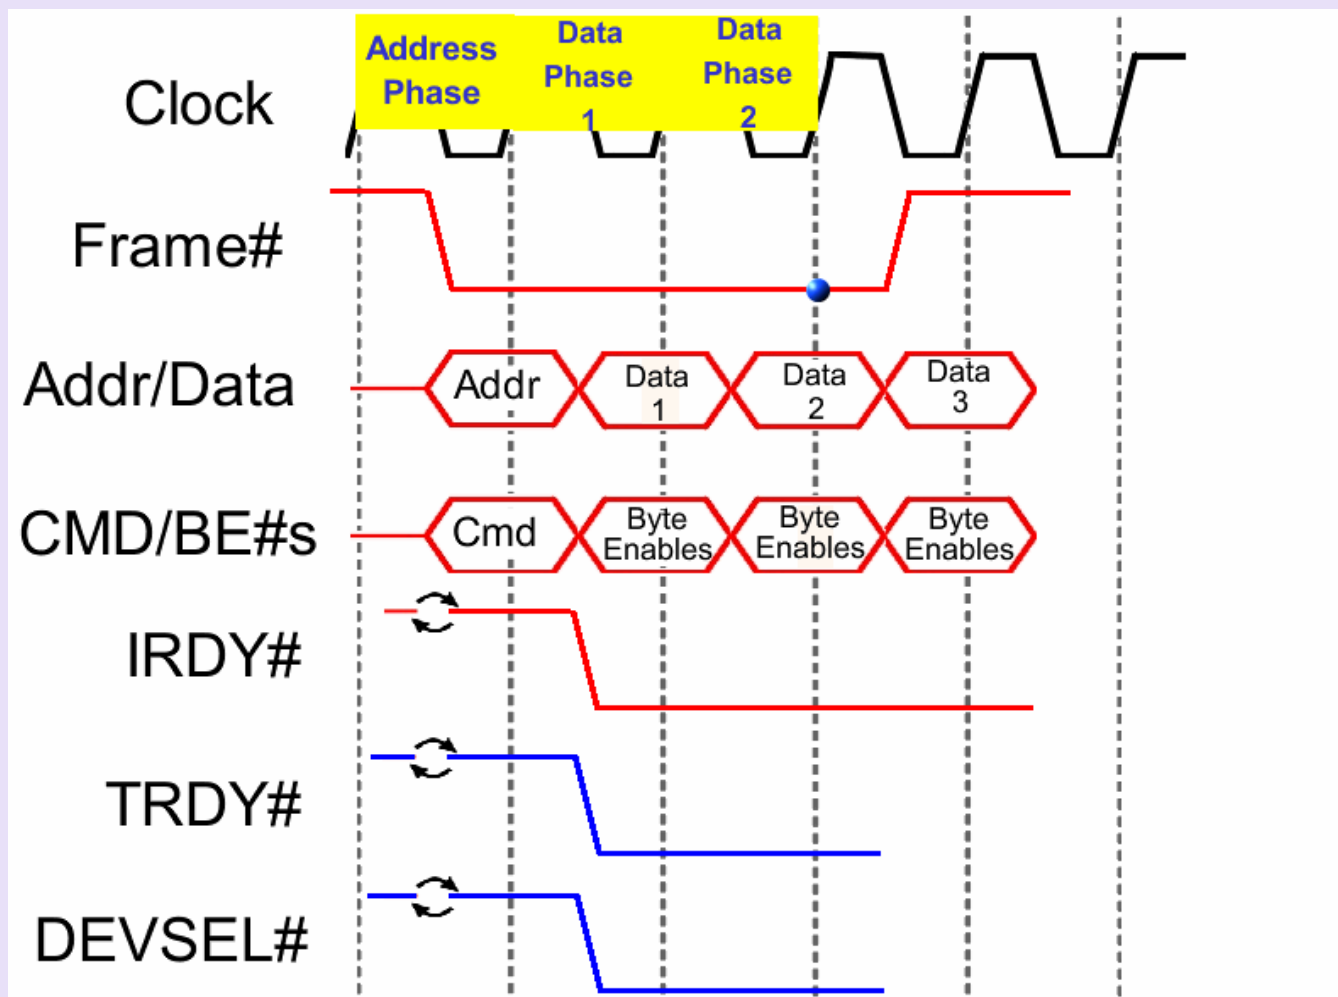 Address
Phase
Data
Phase
1
Data
Phase
2
Clock
Frame#
Addr/Data
Addr
Data
1
Data
2
Data
3
CMD/BE#s
Cmd
Byte
Enables
Byte
Enables
Byte
Enables
IRDY#
TRDY#
DEVSEL#